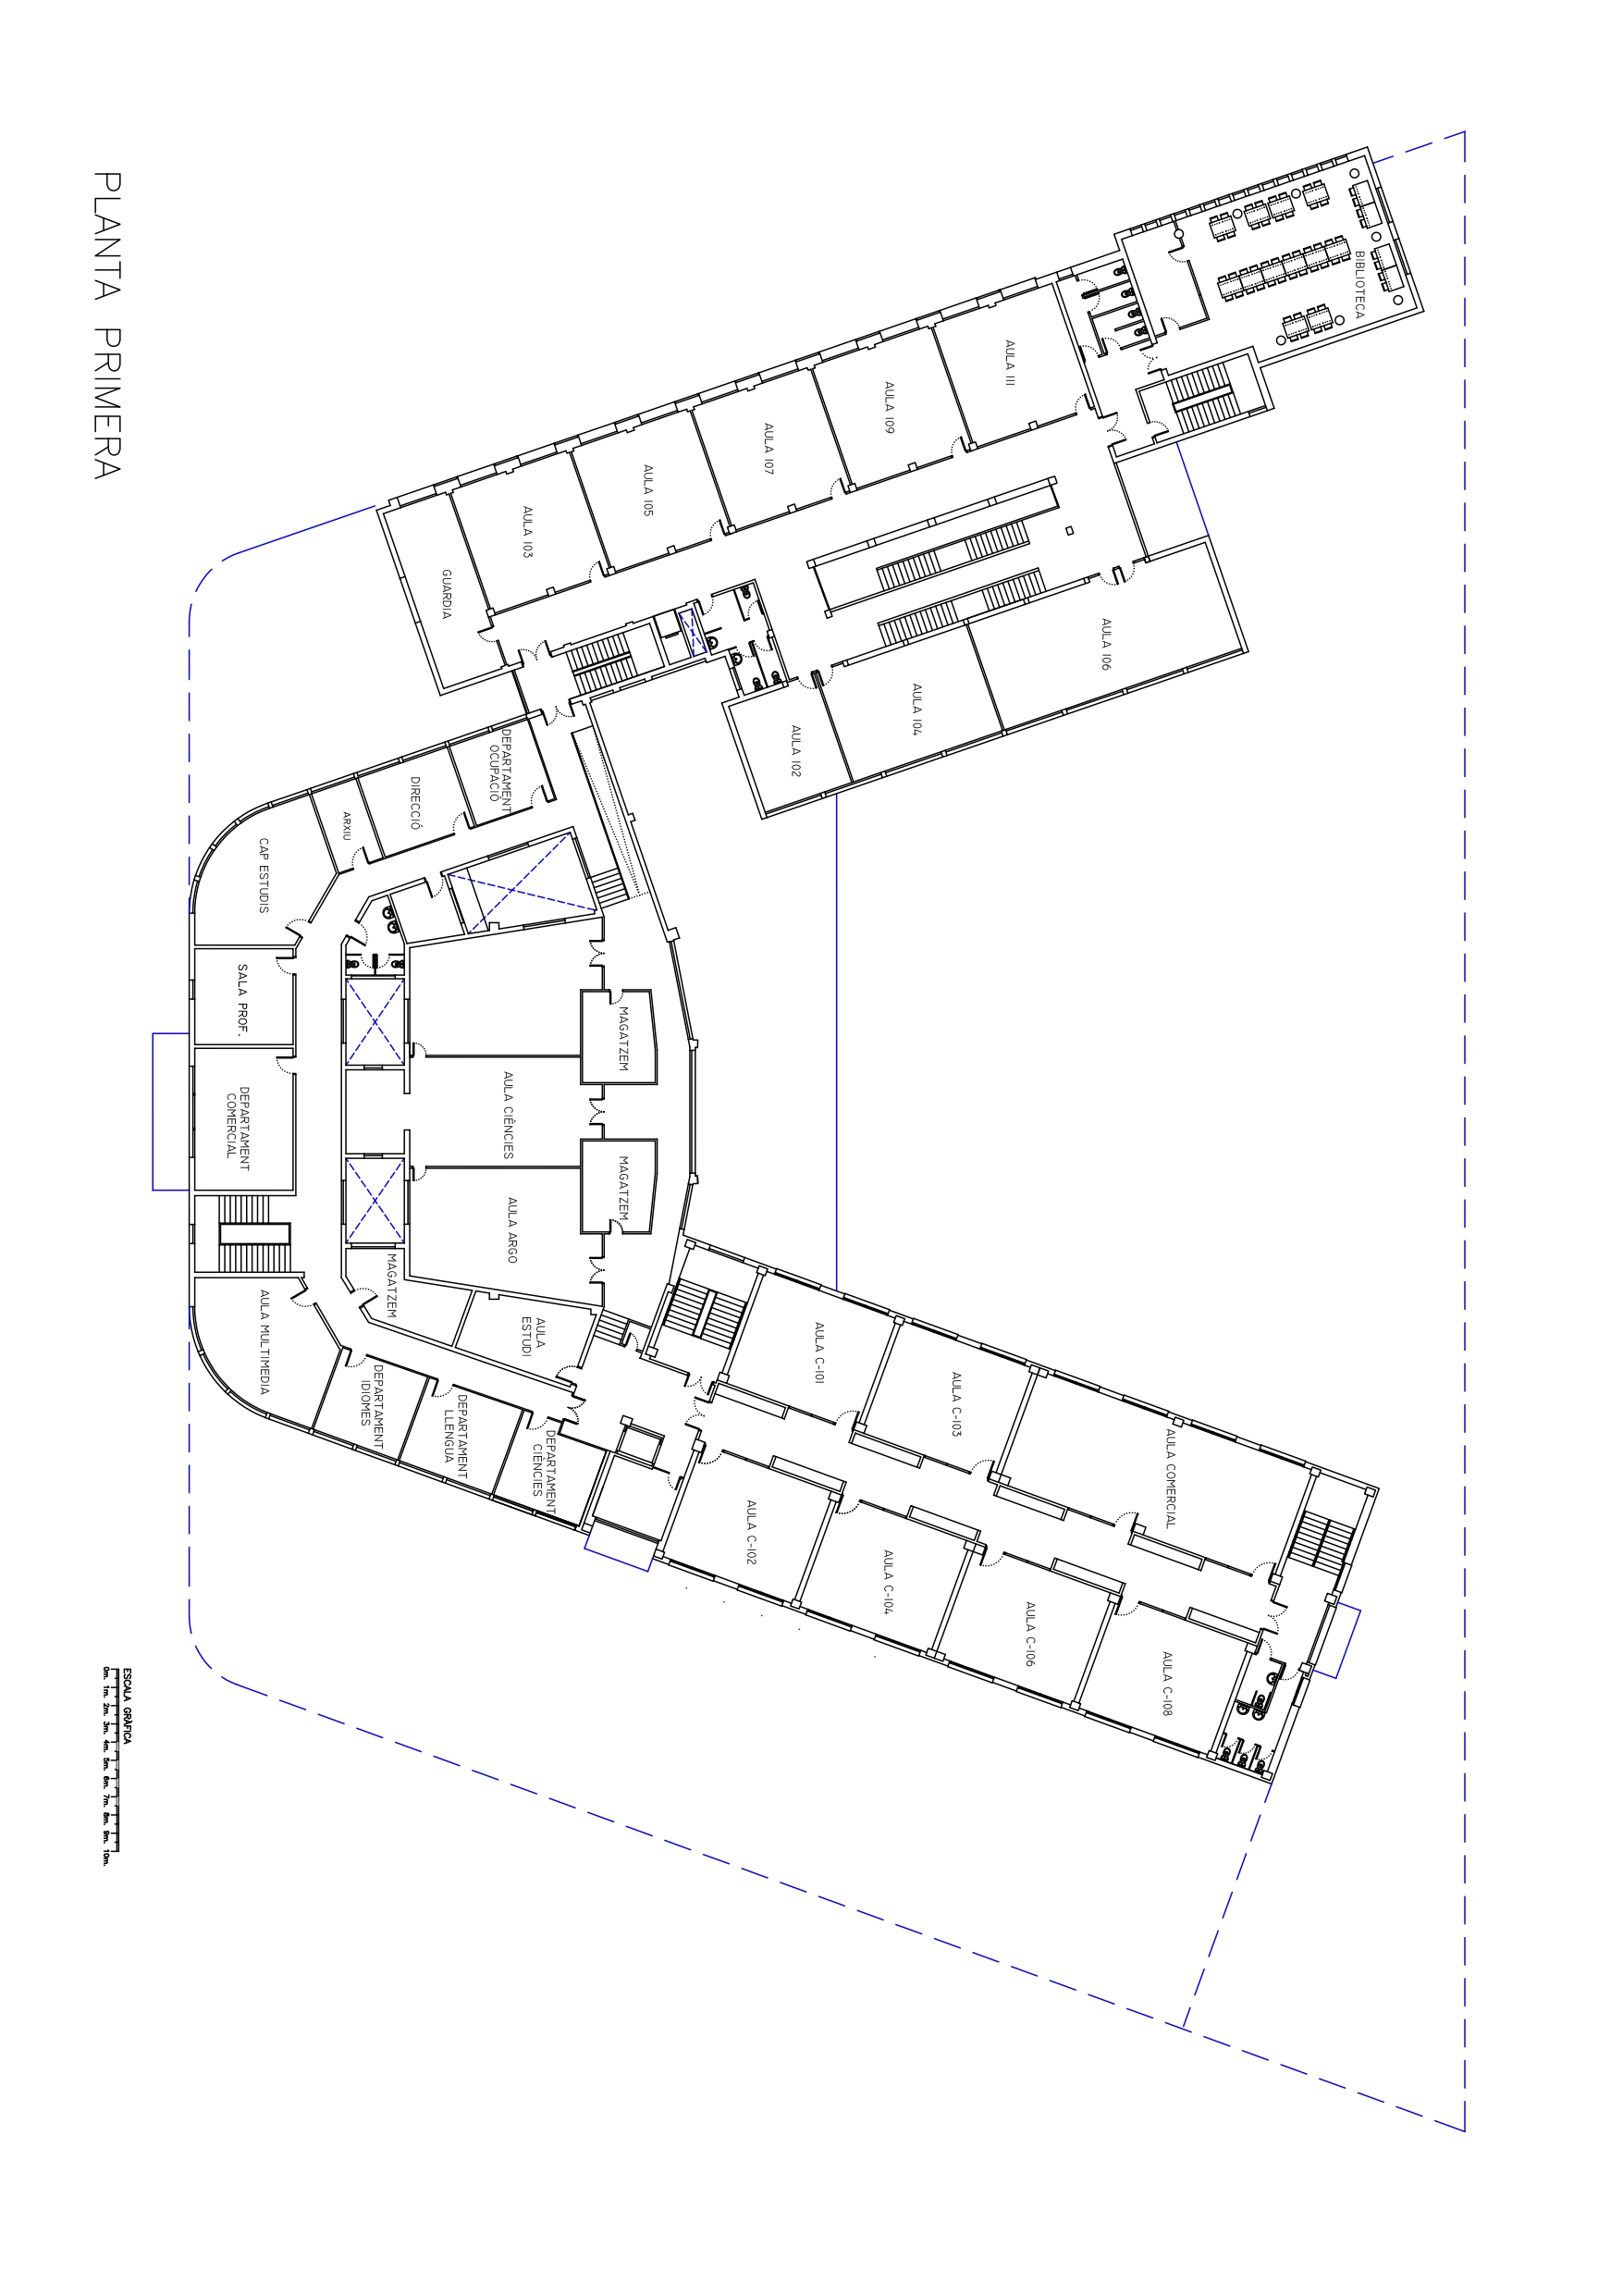 BIBLIOTECA
AULA 106
AULA 111
AULA 104
AULA 109
AULA 102
AULA 107
AULA 105
AULA 103
GUARDIA
AULA COMERCIAL
AULA C-108
AULA C-106
AULA C-103
AULA C-104
AULA C-101
AULA C-102
MAGATZEM
MAGATZEM
DEPARTAMENT
OCUPACIÓ
AULA CIÈNCIES
AULA ARGO
AULA
ESTUDI
DEPARTAMENT
CIÈNCIES
DEPARTAMENT
LLENGUA
DIRECCIÓ
MAGATZEM
DEPARTAMENT
IDIOMES
ARXIU
CAP ESTUDIS
SALA PROF.
DEPARTAMENT
COMERCIAL
AULA MULTIMEDIA
PLANTA PRIMERA
ESCALA GRÀFICA
0m. 1m. 2m. 3m. 4m. 5m. 6m. 7m. 8m. 9m. 10m.